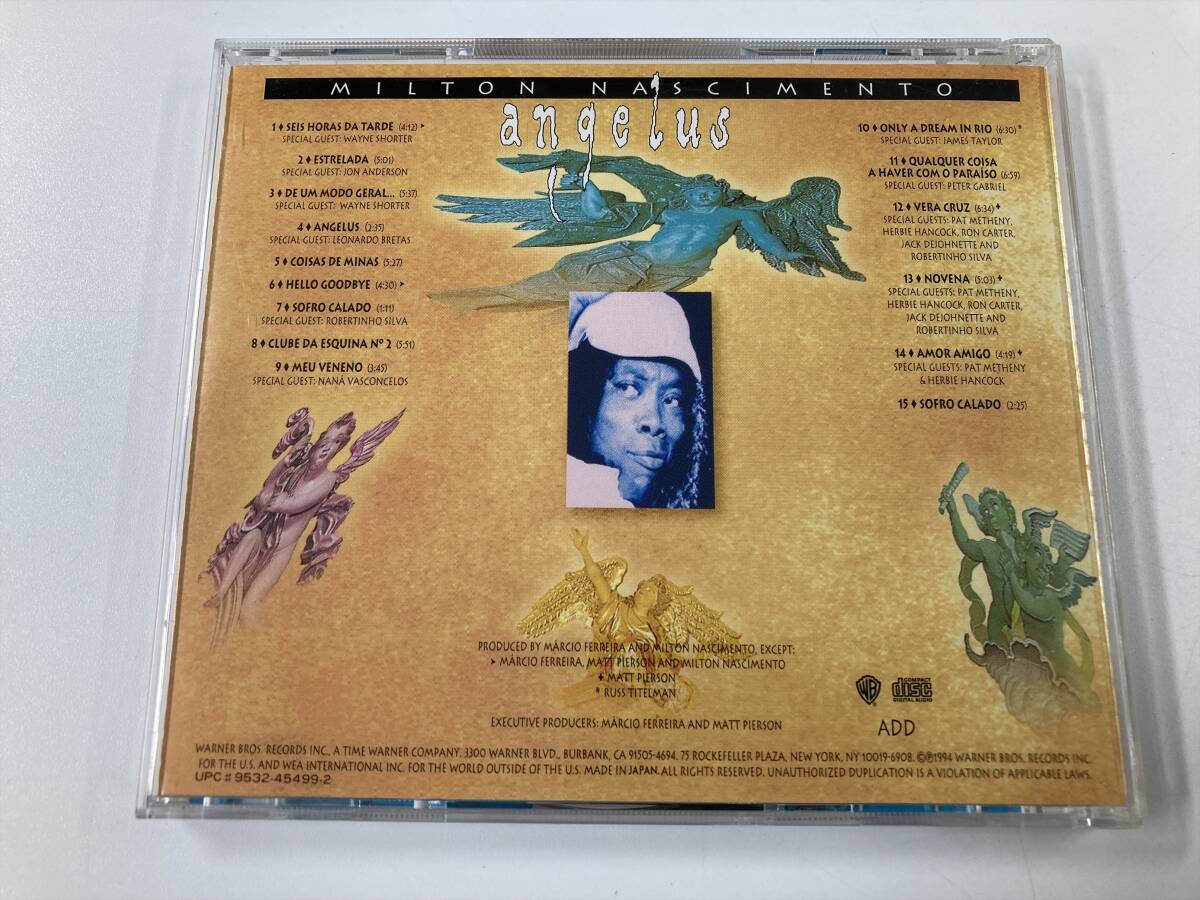 MILTON NASCIMENTO
angelus
1♦SEIS HORAS DA TARDE (4:12)➤
SPECIAL GUEST: WAYNE SHORTER
2♦ESTRELADA (5:01)
SPECIAL GUEST: JON ANDERSON
3♦DE UM MODO GERAL... (5:37)
SPECIAL GUEST: WAYNE SHORTER
4♦ANGELUS (2:35)
SPECIAL GUEST: LEONARDO BRETAS
5♦COISAS DE MINAS (5:27)
6♦HELLO GOODBYE (4:30)➤
7♦SOFRO CALADO (1:11)
SPECIAL GUEST: ROBERTINHO SILVA
8♦CLUBE DA ESQUINA Nº 2 (5:51)
9♦MEU VENENO (3:45)
SPECIAL GUEST: NANÁ VASCONCELOS
10♦ONLY A DREAM IN RIO (6:30)*
SPECIAL GUEST: JAMES TAYLOR
11♦QUALQUER COISA
A HAVER COM O PARAÍSO (6:59)
SPECIAL GUEST: PETER GABRIEL
12♦VERA CRUZ (6:34)✦
SPECIAL GUESTS: PAT METHENY,
HERBIE HANCOCK, RON CARTER,
JACK DEJOHNETTE AND
ROBERTINHO SILVA
13♦NOVENA (5:03)✦
SPECIAL GUESTS: PAT METHENY,
HERBIE HANCOCK, RON CARTER,
JACK DEJOHNETTE AND
ROBERTINHO SILVA
14♦AMOR AMIGO (4:19)✦
SPECIAL GUESTS: PAT METHENY
& HERBIE HANCOCK
15♦SOFRO CALADO (2:25)
PRODUCED BY MÁRCIO FERREIRA AND MILTON NASCIMENTO, EXCEPT:
➤ MÁRCIO FERREIRA, MATT PIERSON AND MILTON NASCIMENTO
✦ MATT PIERSON
* RUSS TITELMAN
EXECUTIVE PRODUCERS: MÁRCIO FERREIRA AND MATT PIERSON
WB
COMPACT
disc
DIGITAL AUDIO
ADD
WARNER BROS. RECORDS INC., A TIME WARNER COMPANY. 3300 WARNER BLVD., BURBANK, CA 91505-4694. 75 ROCKEFELLER PLAZA, NEW YORK, NY 10019-6908. ©℗1994 WARNER BROS. RECORDS INC.
FOR THE U.S. AND WEA INTERNATIONAL INC. FOR THE WORLD OUTSIDE OF THE U.S. MADE IN JAPAN. ALL RIGHTS RESERVED. UNAUTHORIZED DUPLICATION IS A VIOLATION OF APPLICABLE LAWS.
UPC # 9532-45499-2